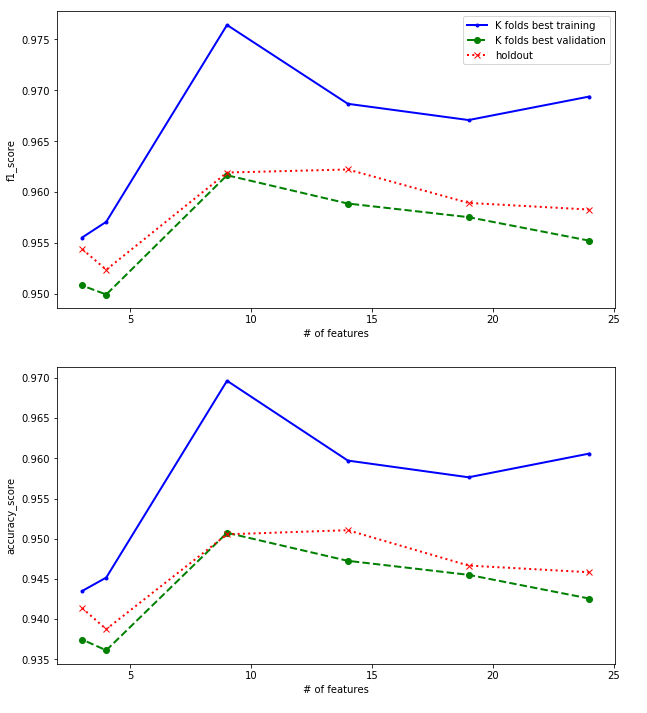 K folds best training
K folds best validation
holdout
0.975
0.970
0.965
0.960
0.955
0.950
f1_score
5 10 15 20 25
# of features
0.970
0.965
0.960
0.955
0.950
0.945
0.940
0.935
accuracy_score
5 10 15 20 25
# of features